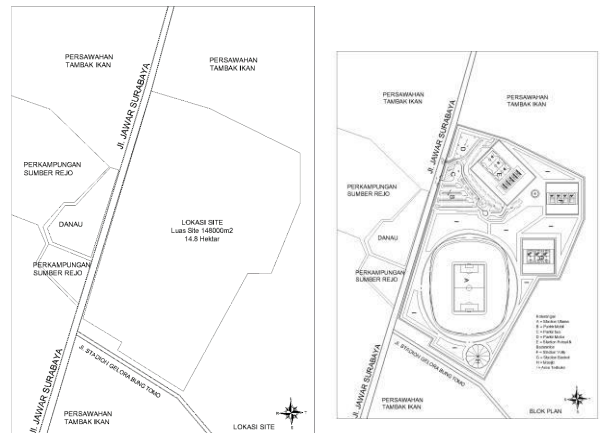 PERSAWAHAN
TAMBAK IKAN
PERSAWAHAN
TAMBAK IKAN
Jl. JAWAR SURABAYA
PERKAMPUNGAN
SUMBER REJO
DANAU
LOKASI SITE
Luas Site 148000m2
14.8 Hektar
PERKAMPUNGAN
SUMBER REJO
Jl. STADION GELORA BUNG TOMO
Jl. JAWAR SURABAYA
PERSAWAHAN
TAMBAK IKAN
LOKASI SITE
PERSAWAHAN
TAMBAK IKAN
PERSAWAHAN
TAMBAK IKAN
Jl. JAWAR SURABAYA
PERKAMPUNGAN
SUMBER REJO
DANAU
PERKAMPUNGAN
SUMBER REJO
A
Jl. STADION GELORA BUNG TOMO
Jl. JAWAR SURABAYA
PERSAWAHAN
TAMBAK IKAN
BLOK PLAN